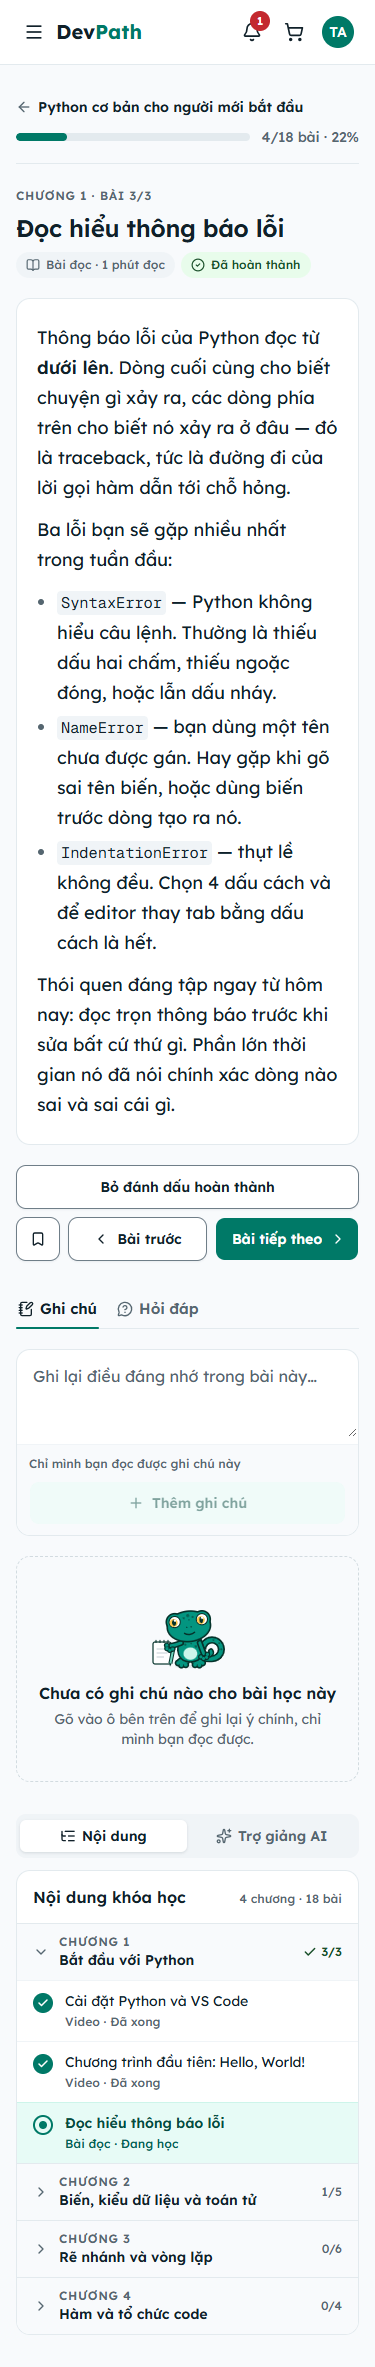 DevPath
1
TA
Python cơ bản cho người mới bắt đầu
4/18 bài · 22%
CHƯƠNG 1 · BÀI 3/3
Đọc hiểu thông báo lỗi
Bài đọc · 1 phút đọc
Đã hoàn thành
Thông báo lỗi của Python đọc từ
dưới lên. Dòng cuối cùng cho biết
chuyện gì xảy ra, các dòng phía
trên cho biết nó xảy ra ở đâu — đó
là traceback, tức là đường đi của
lời gọi hàm dẫn tới chỗ hỏng.
Ba lỗi bạn sẽ gặp nhiều nhất
trong tuần đầu:
• SyntaxError — Python không
hiểu câu lệnh. Thường là thiếu
dấu hai chấm, thiếu ngoặc
đóng, hoặc lẫn dấu nháy.
• NameError — bạn dùng một tên
chưa được gán. Hay gặp khi gõ
sai tên biến, hoặc dùng biến
trước dòng tạo ra nó.
• IndentationError — thụt lề
không đều. Chọn 4 dấu cách và
để editor thay tab bằng dấu
cách là hết.
Thói quen đáng tập ngay từ hôm
nay: đọc trọn thông báo trước khi
sửa bất cứ thứ gì. Phần lớn thời
gian nó đã nói chính xác dòng nào
sai và sai cái gì.
Bỏ đánh dấu hoàn thành
Bài trước
Bài tiếp theo
Ghi chú
Hỏi đáp
Ghi lại điều đáng nhớ trong bài này…
Chỉ mình bạn đọc được ghi chú này
Thêm ghi chú
Chưa có ghi chú nào cho bài học này
Gõ vào ô bên trên để ghi lại ý chính, chỉ
mình bạn đọc được.
Nội dung
Trợ giảng AI
Nội dung khóa học
4 chương · 18 bài
CHƯƠNG 1
Bắt đầu với Python
3/3
Cài đặt Python và VS Code
Video · Đã xong
Chương trình đầu tiên: Hello, World!
Video · Đã xong
Đọc hiểu thông báo lỗi
Bài đọc · Đang học
CHƯƠNG 2
Biến, kiểu dữ liệu và toán tử
1/5
CHƯƠNG 3
Rẽ nhánh và vòng lặp
0/6
CHƯƠNG 4
Hàm và tổ chức code
0/4